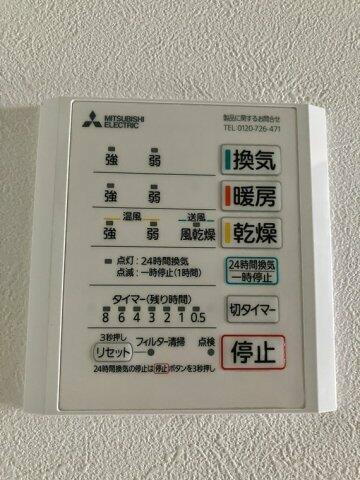 MITSUBISHI
ELECTRIC
製品に関するお問合せ
TEL:0120-726-471
強 弱 換気
強 弱 暖房
温風 送風
強 弱 風乾燥 乾燥
点灯:24時間換気
点滅:一時停止(1時間)
24時間換気
一時停止
タイマー(残り時間)
8 6 4 3 2 1 0.5
切タイマー
3秒押し
リセット フィルター清掃 点検
停止
24時間換気の停止は停止ボタンを3秒押し